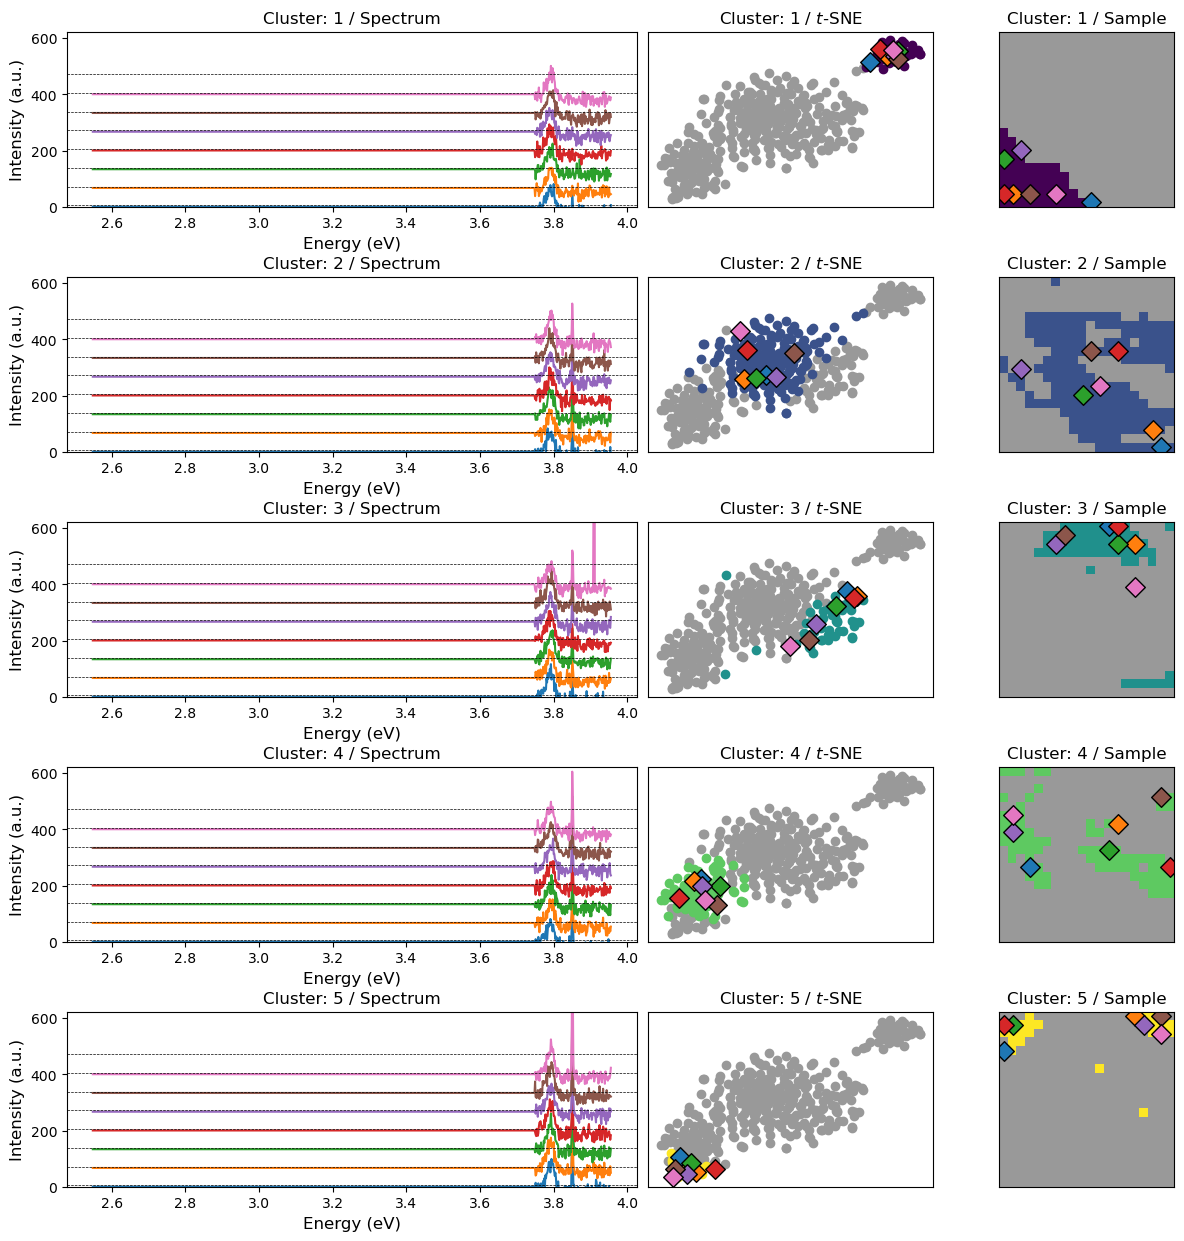 Cluster: 1 / Spectrum
Cluster: 1 / t-SNE
Cluster: 1 / Sample
Intensity (a.u.)
600
400
200
0
2.6 2.8 3.0 3.2 3.4 3.6 3.8 4.0
Energy (eV)
Cluster: 2 / Spectrum
Cluster: 2 / t-SNE
Cluster: 2 / Sample
Intensity (a.u.)
600
400
200
0
2.6 2.8 3.0 3.2 3.4 3.6 3.8 4.0
Energy (eV)
Cluster: 3 / Spectrum
Cluster: 3 / t-SNE
Cluster: 3 / Sample
Intensity (a.u.)
600
400
200
0
2.6 2.8 3.0 3.2 3.4 3.6 3.8 4.0
Energy (eV)
Cluster: 4 / Spectrum
Cluster: 4 / t-SNE
Cluster: 4 / Sample
Intensity (a.u.)
600
400
200
0
2.6 2.8 3.0 3.2 3.4 3.6 3.8 4.0
Energy (eV)
Cluster: 5 / Spectrum
Cluster: 5 / t-SNE
Cluster: 5 / Sample
Intensity (a.u.)
600
400
200
0
2.6 2.8 3.0 3.2 3.4 3.6 3.8 4.0
Energy (eV)